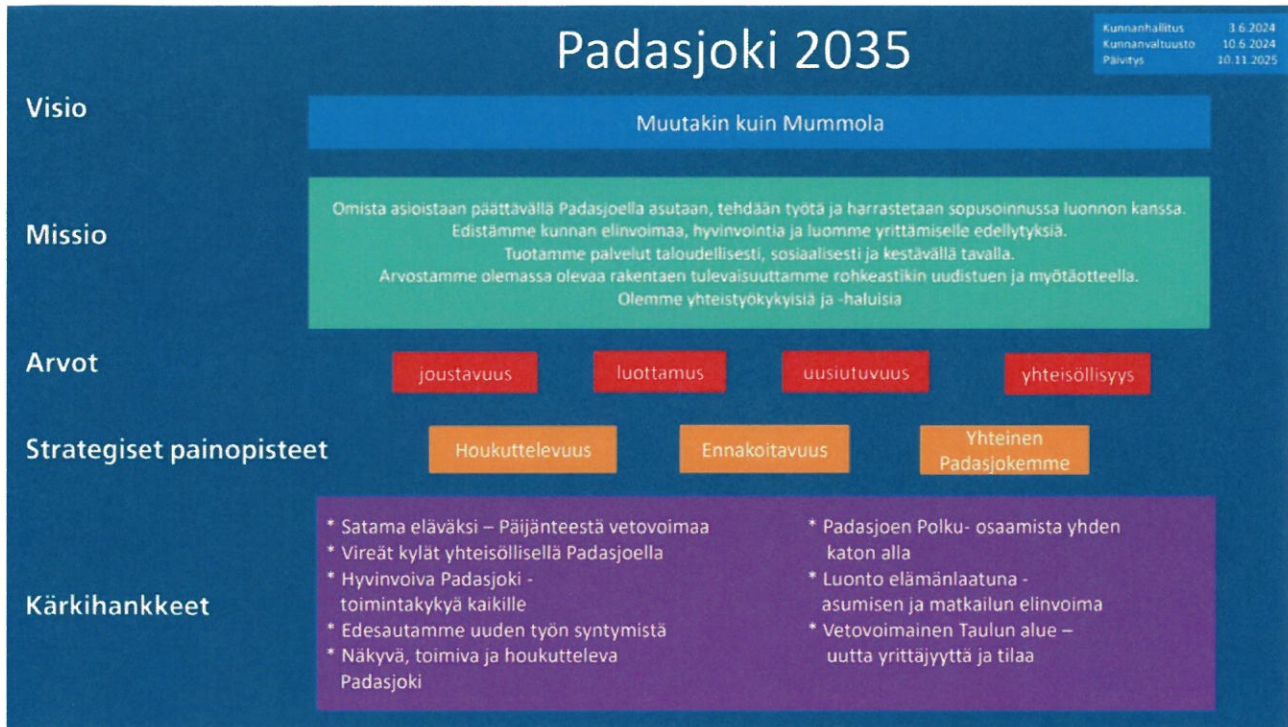 Padasjoki 2035
Kunnanhallitus 3.6.2024
Kunnanvaltuusto 10.6.2024
Päivitys 10.11.2025
Visio
Muutakin kuin Mummola
Missio
Omista asioistaan päättävällä Padasjoella asutaan, tehdään työtä ja harrastetaan sopusoinnussa luonnon kanssa.
Edistämme kunnan elinvoimaa, hyvinvointia ja luomme yrittämiselle edellytyksiä.
Tuotamme palvelut taloudellisesti, sosiaalisesti ja kestävällä tavalla.
Arvostamme olemassa olevaa rakentaen tulevaisuuttamme rohkeastikin uudistuen ja myötäotteella.
Olemme yhteistyökykyisiä ja -haluisia
Arvot
joustavuus
luottamus
uusiutuvuus
yhteisöllisyys
Strategiset painopisteet
Houkuttelevuus
Ennakoitavuus
Yhteinen
Padasjokemme
Kärkihankkeet
* Satama eläväksi – Päijänteestä vetovoimaa
* Vireät kylät yhteisöllisellä Padasjoella
* Hyvinvoiva Padasjoki -
toimintakykyä kaikille
* Edesautamme uuden työn syntymistä
* Näkyvä, toimiva ja houkutteleva
Padasjoki
* Padasjoen Polku- osaamista yhden
katon alla
* Luonto elämänlaatuna -
asumisen ja matkailun elinvoima
* Vetovoimainen Taulun alue –
uutta yrittäjyyttä ja tilaa